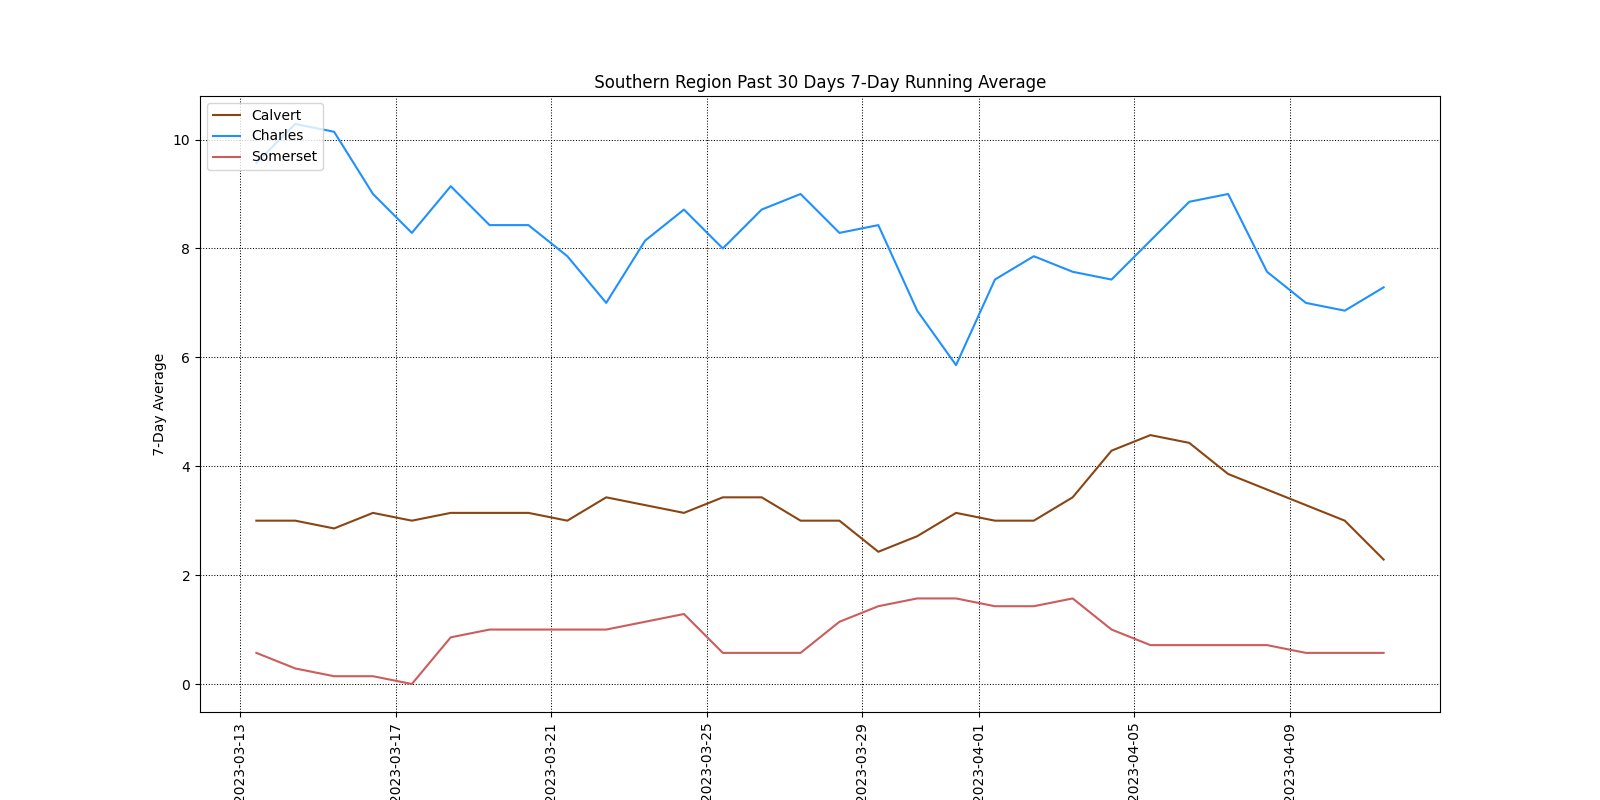 Southern Region Past 30 Days 7-Day Running Average
Calvert
Charles
Somerset
10
8
6
4
2
0
7-Day Average
2023-03-13
2023-03-17
2023-03-21
2023-03-25
2023-03-29
2023-04-01
2023-04-05
2023-04-09